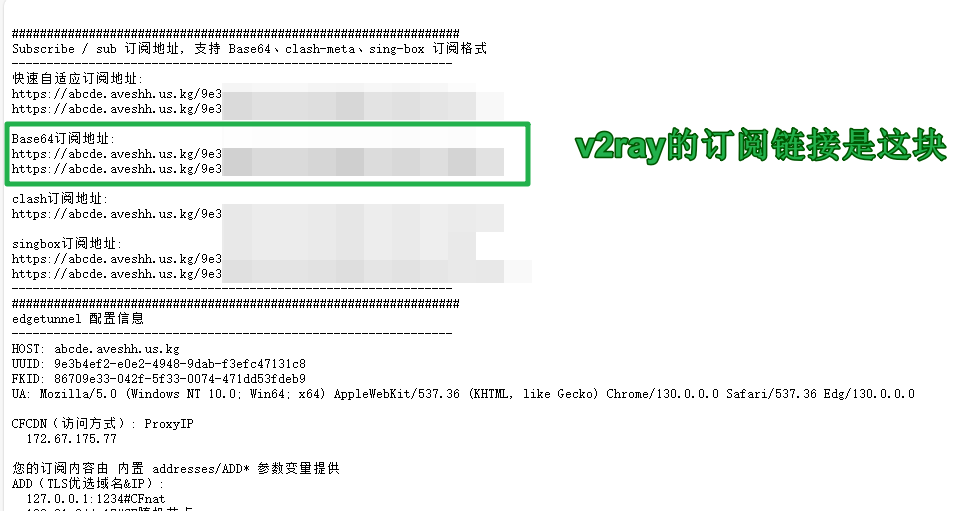 ################################################################
Subscribe / sub 订阅地址, 支持 Base64、clash-meta、sing-box 订阅格式
---------------------------------------------------------------
快速自适应订阅地址:
https://abcde.aveshh.us.kg/9e3
https://abcde.aveshh.us.kg/9e3
Base64订阅地址:
https://abcde.aveshh.us.kg/9e3
https://abcde.aveshh.us.kg/9e3
v2ray的订阅链接是这块
clash订阅地址:
https://abcde.aveshh.us.kg/9e3
singbox订阅地址:
https://abcde.aveshh.us.kg/9e3
https://abcde.aveshh.us.kg/9e3
---------------------------------------------------------------
################################################################
edgetunnel 配置信息
---------------------------------------------------------------
HOST: abcde.aveshh.us.kg
UUID: 9e3b4ef2-e0e2-4948-9dab-f3efc47131c8
FKID: 86709e33-042f-5f33-0074-471dd53fdeb9
UA: Mozilla/5.0 (Windows NT 10.0; Win64; x64) AppleWebKit/537.36 (KHTML, like Gecko) Chrome/130.0.0.0 Safari/537.36 Edg/130.0.0.0
CFCDN（访问方式）: ProxyIP
172.67.175.77
您的订阅内容由 内置 addresses/ADD* 参数变量提供
ADD（TLS优选域名&IP）:
127.0.0.1:1234#CFnat